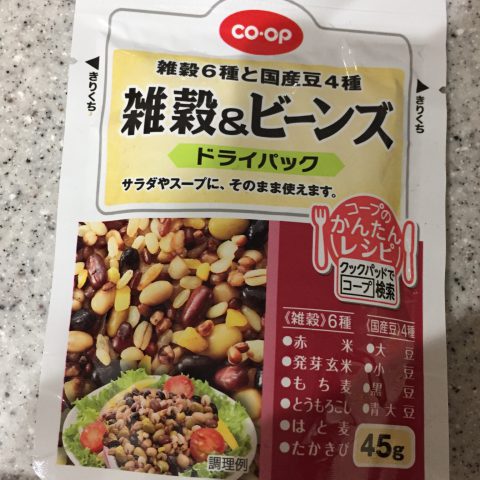 CO·OP
雑穀6種と国産豆4種
雑穀&ビーンズ
ドライパック
サラダやスープに、そのまま使えます。
きりくち
きりくち
コープの
かんたん
レシピ
クックパッドで
コープ 検索
《雑穀》6種
赤米
発芽玄米
もち麦
とうもろこし
はと麦
たかきび
《国産豆》4種
大豆
小豆
黒豆
青大豆
45g
調理例